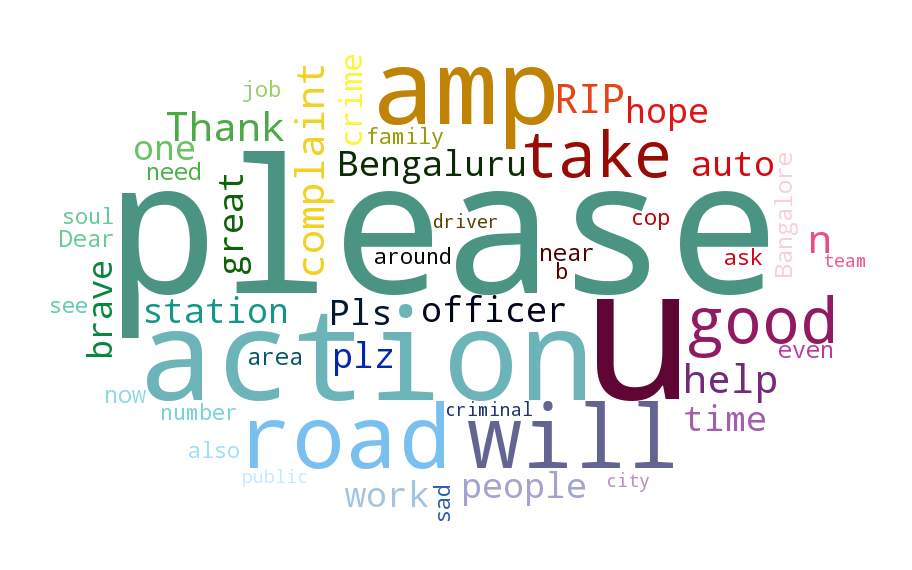 amp
crime
job
RIP
hope
complaint
Thank
family
one
take
Bengaluru
auto
need
please
Bangalore
great
soul
driver
cop
Dear
n
around
near
ask
team
b
brave
u
see
station
Pls
officer
good
action
plz
area
even
help
now
number
criminal
road
will
time
also
public
work
sad
people
city